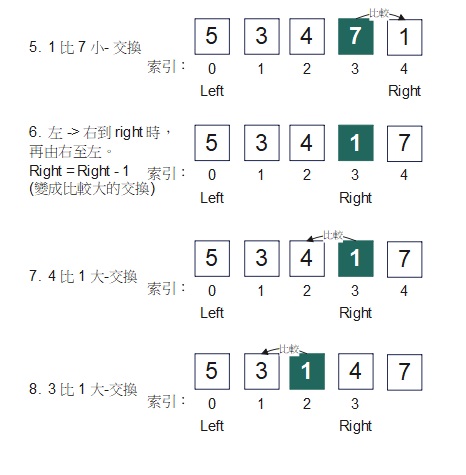 比較
5. 1 比 7 小- 交換
5 3 4 7 1
索引： 0 1 2 3 4
Left Right
6. 左 -> 右到 right 時，
再由右至左。
Right = Right - 1
(變成比較大的交換)
5 3 4 1 7
索引： 0 1 2 3 4
Left Right
比較
7. 4 比 1 大-交換
5 3 4 1 7
索引： 0 1 2 3 4
Left Right
比較
8. 3 比 1 大-交換
5 3 1 4 7
索引： 0 1 2 3
Left Right